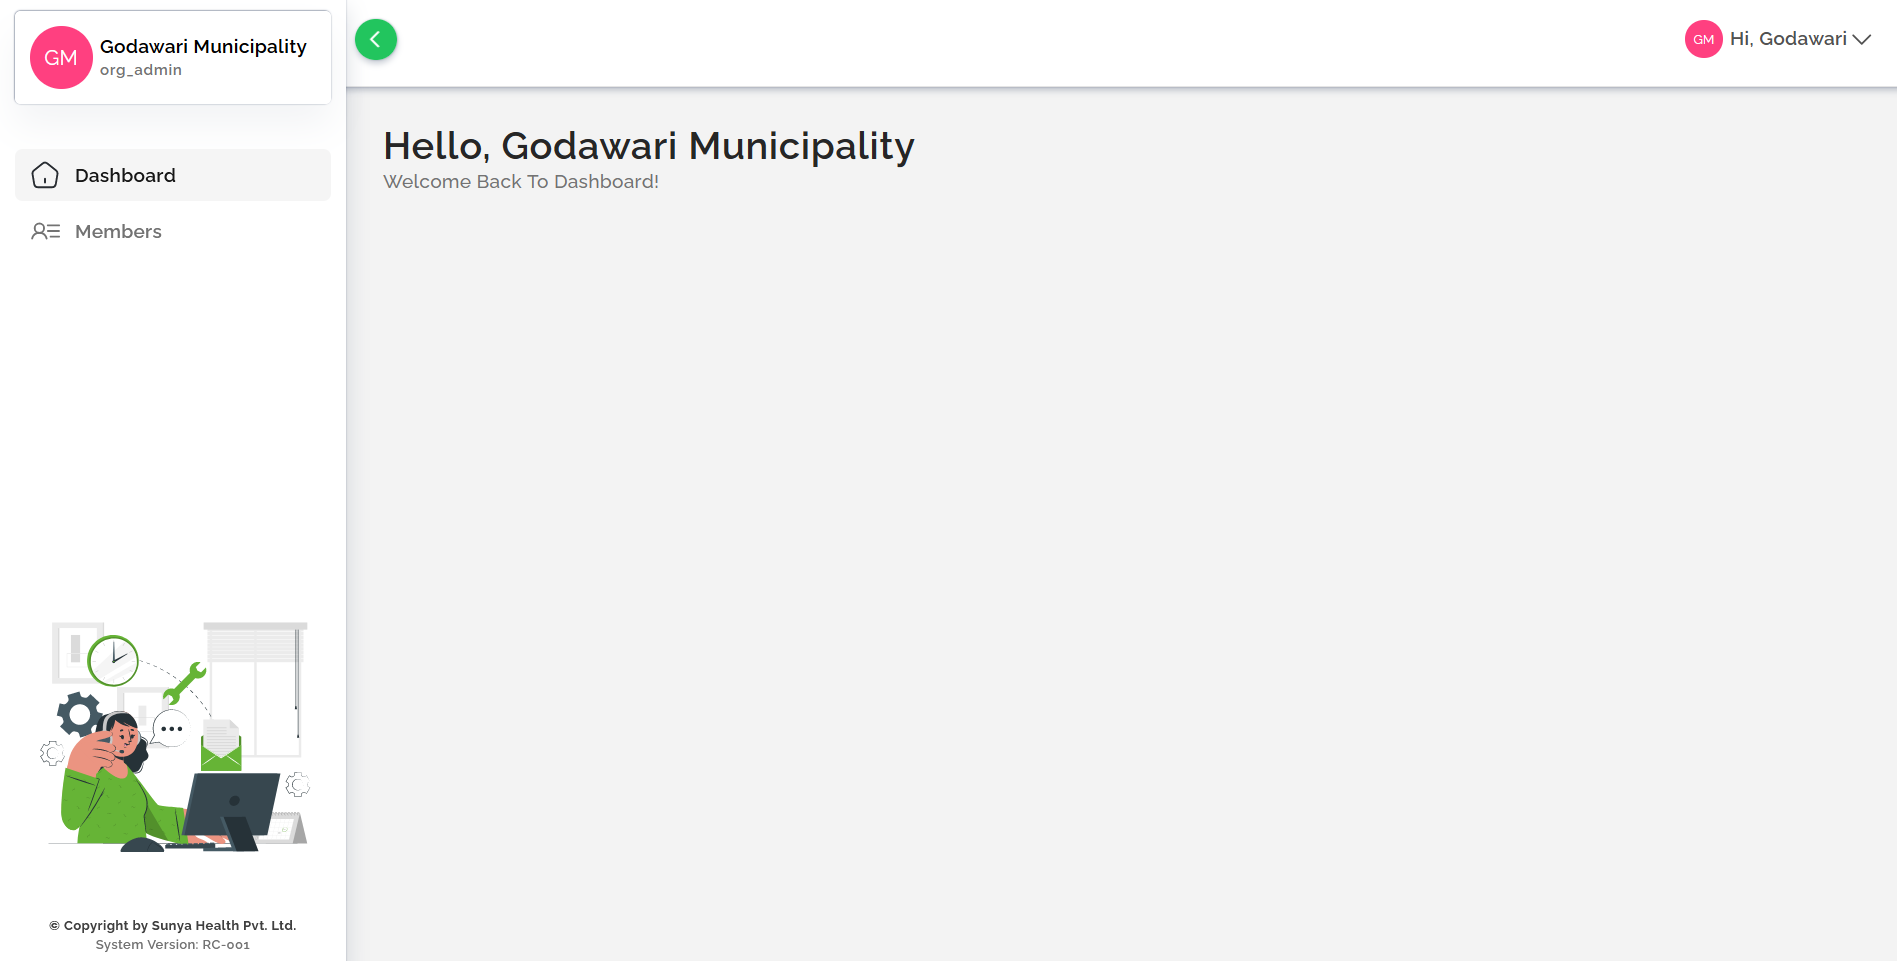 GM
Godawari Municipality
org_admin
GM
Hi, Godawari
Dashboard
Members
Hello, Godawari Municipality
Welcome Back To Dashboard!
© Copyright by Sunya Health Pvt. Ltd.
System Version: RC-001